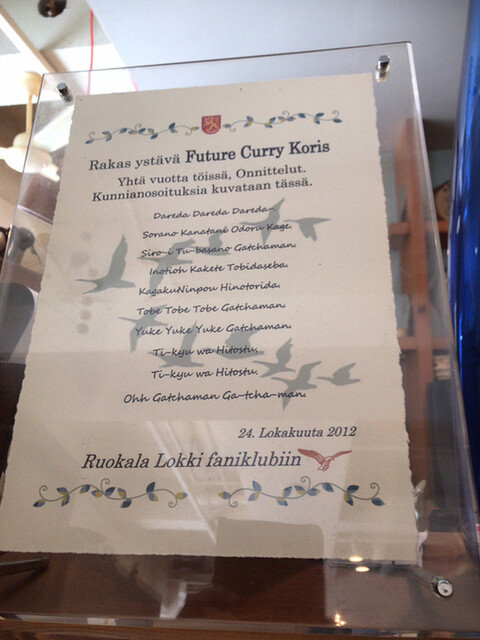 Rakas ystävä Future Curry Koris
Yhtä vuotta töissä, Onnittelut.
Kunnianosoituksia kuvataan tässä.
Dareda Dareda Dareda-
Sorano Kanatani Odoru Kage.
Siro-i Tu-basano Gatchaman.
Inotioh Kakete Tobidaseba.
KagakuNinpou Hinotorida.
Tobe Tobe Tobe Gatchaman.
Yuke Yuke Yuke Gatchaman.
Ti-kyu wa Hitostu.
Ti-kyu wa Hitostu.
Ohh Gatchaman Ga-tcha-man.
24. Lokakuuta 2012
Ruokala Lokki faniklubiin